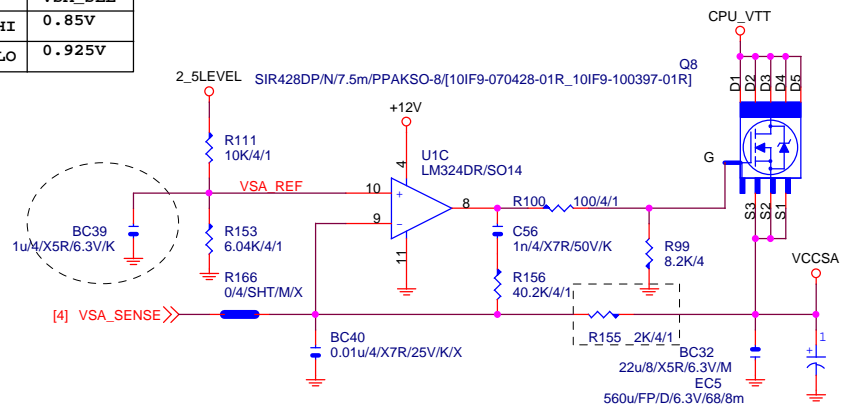 HI 0.85V
LO 0.925V
CPU_VTT
2_5LEVEL
SIR428DP/N/7.5m/PPAKSO-8/[10IF9-070428-01R_10IF9-100397-01R]
Q8
D1
D2
D3
D4
D5
+12V
R111
10K/4/1
4
U1C
LM324DR/SO14
G
VSA_REF
10
+
8
R100
100/4/1
9
-
S3
S2
S1
BC39
1u/4/X5R/6.3V/K
R153
6.04K/4/1
C56
1n/4/X7R/50V/K
R99
8.2K/4
11
VCCSA
R166
0/4/SHT/M/X
R156
40.2K/4/1
[4] VSA_SENSE
R155
2K/4/1
BC40
0.01u/4/X7R/25V/K/X
BC32
22u/8/X5R/6.3V/M
1
+
EC5
560u/FP/D/6.3V/68/8m